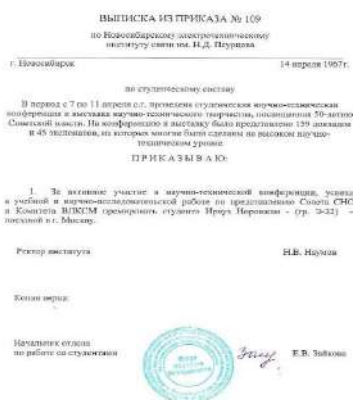 ВЫПИСКА ИЗ ПРИКАЗА № 109
по Новосибирскому электротехническому
институту связи им. Н.Д. Псурцева
г. Новосибирск 14 апреля 1967г.
по студенческому составу
В период с 7 по 11 апреля с.г. проведена студенческая научно-техническая
конференция и выставка научно-технического творчества, посвященная 50-летию
Советской власти. На конференцию и выставку было представлено 159 докладов
и 45 экспонатов, из которых многие были сделаны на высоком научно-
техническом уровне.
ПРИКАЗЫВАЮ:
1. За активное участие в научно-технической конференции, успехи
в учебной и научно-исследовательской работе по представлению Совета СНО
и Комитета ВЛКСМ премировать студента - (гр. Э-32) -
поездкой в г. Москву.
Ректор института Н.В. Наумов
Копия верна:
Начальник отдела
по работе со студентами Е.В. Зайкова